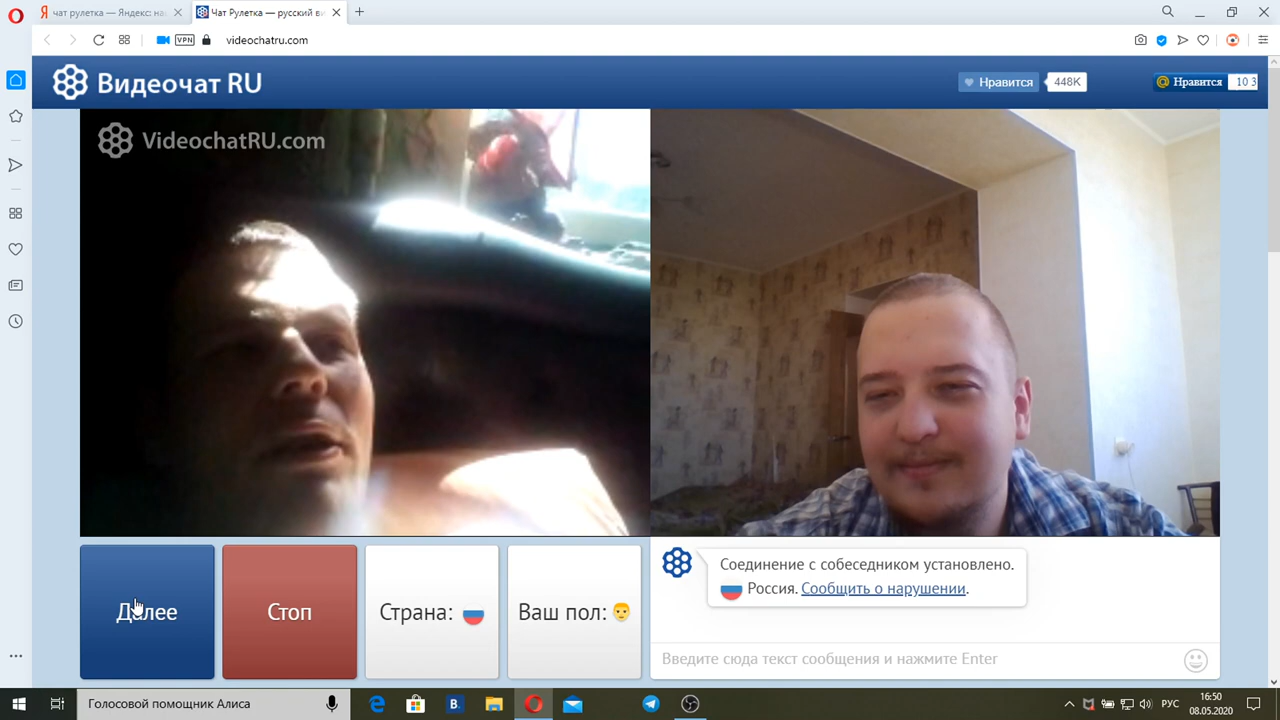 чат рулетка — Яндекс: на
Чат Рулетка — русский ви
VPN
videochatru.com
Видеочат RU
Нравится
448K
Нравится
10 3
VideochatRU.com
Далее
Стоп
Страна:
Ваш пол:
Соединение с собеседником установлено.
Россия. Сообщить о нарушении.
Введите сюда текст сообщения и нажмите Enter
Голосовой помощник Алиса
РУС
16:50
08.05.2020